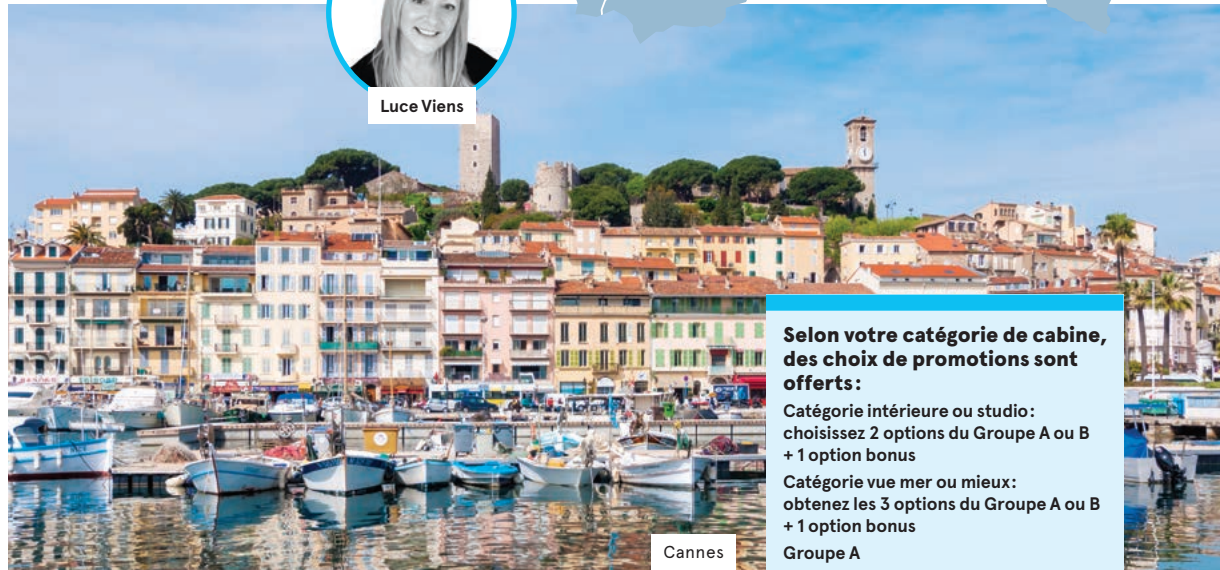 Luce Viens
Selon votre catégorie de cabine,
des choix de promotions sont
offerts :
Catégorie intérieure ou studio :
choisissez 2 options du Groupe A ou B
+ 1 option bonus
Catégorie vue mer ou mieux :
obtenez les 3 options du Groupe A ou B
+ 1 option bonus
Groupe A
Cannes